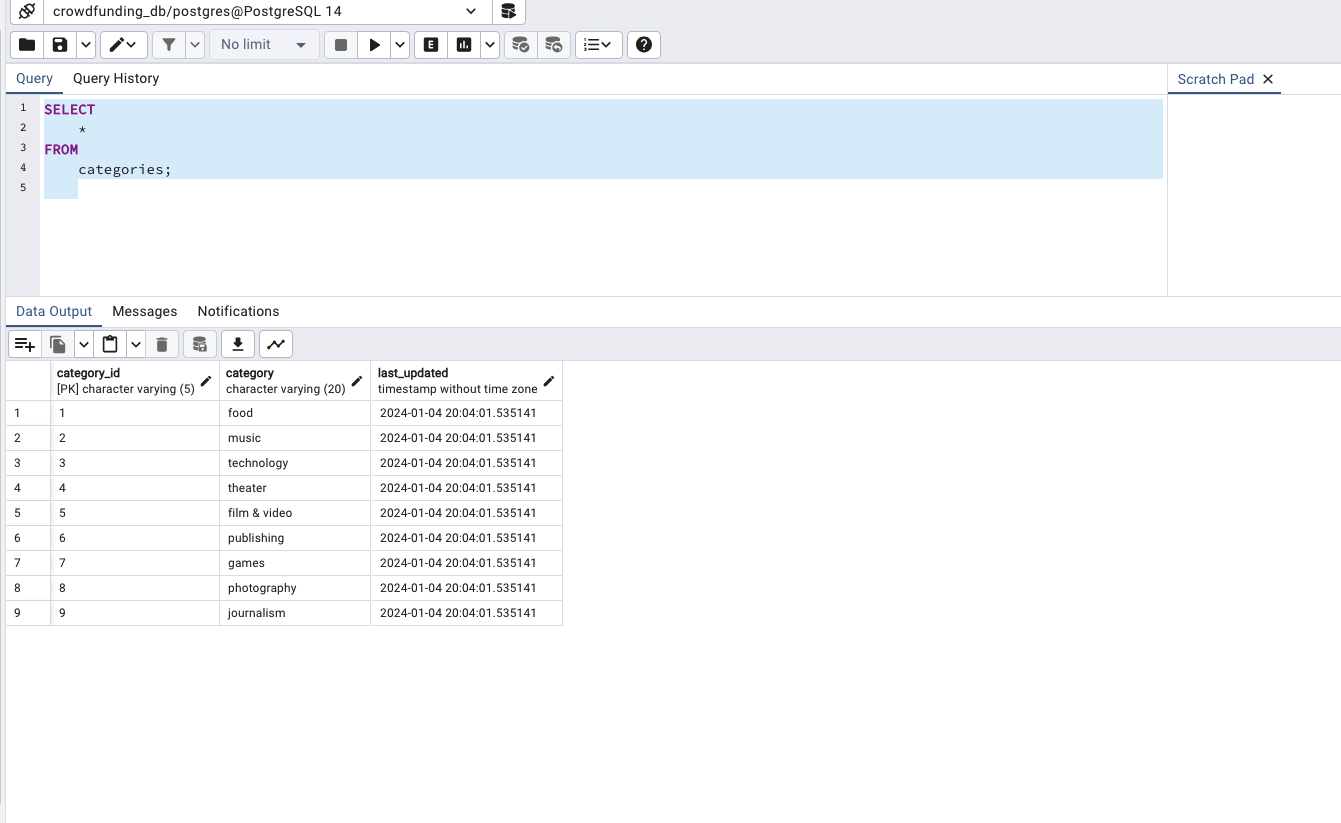 crowdfunding_db/postgres@PostgreSQL 14
No limit
E
Query Query History
Scratch Pad
1 SELECT
2 *
3 FROM
4 categories;
5
Data Output Messages Notifications
category_id category last_updated
[PK] character varying (5) character varying (20) timestamp without time zone
1 1 food 2024-01-04 20:04:01.535141
2 2 music 2024-01-04 20:04:01.535141
3 3 technology 2024-01-04 20:04:01.535141
4 4 theater 2024-01-04 20:04:01.535141
5 5 film & video 2024-01-04 20:04:01.535141
6 6 publishing 2024-01-04 20:04:01.535141
7 7 games 2024-01-04 20:04:01.535141
8 8 photography 2024-01-04 20:04:01.535141
9 9 journalism 2024-01-04 20:04:01.535141